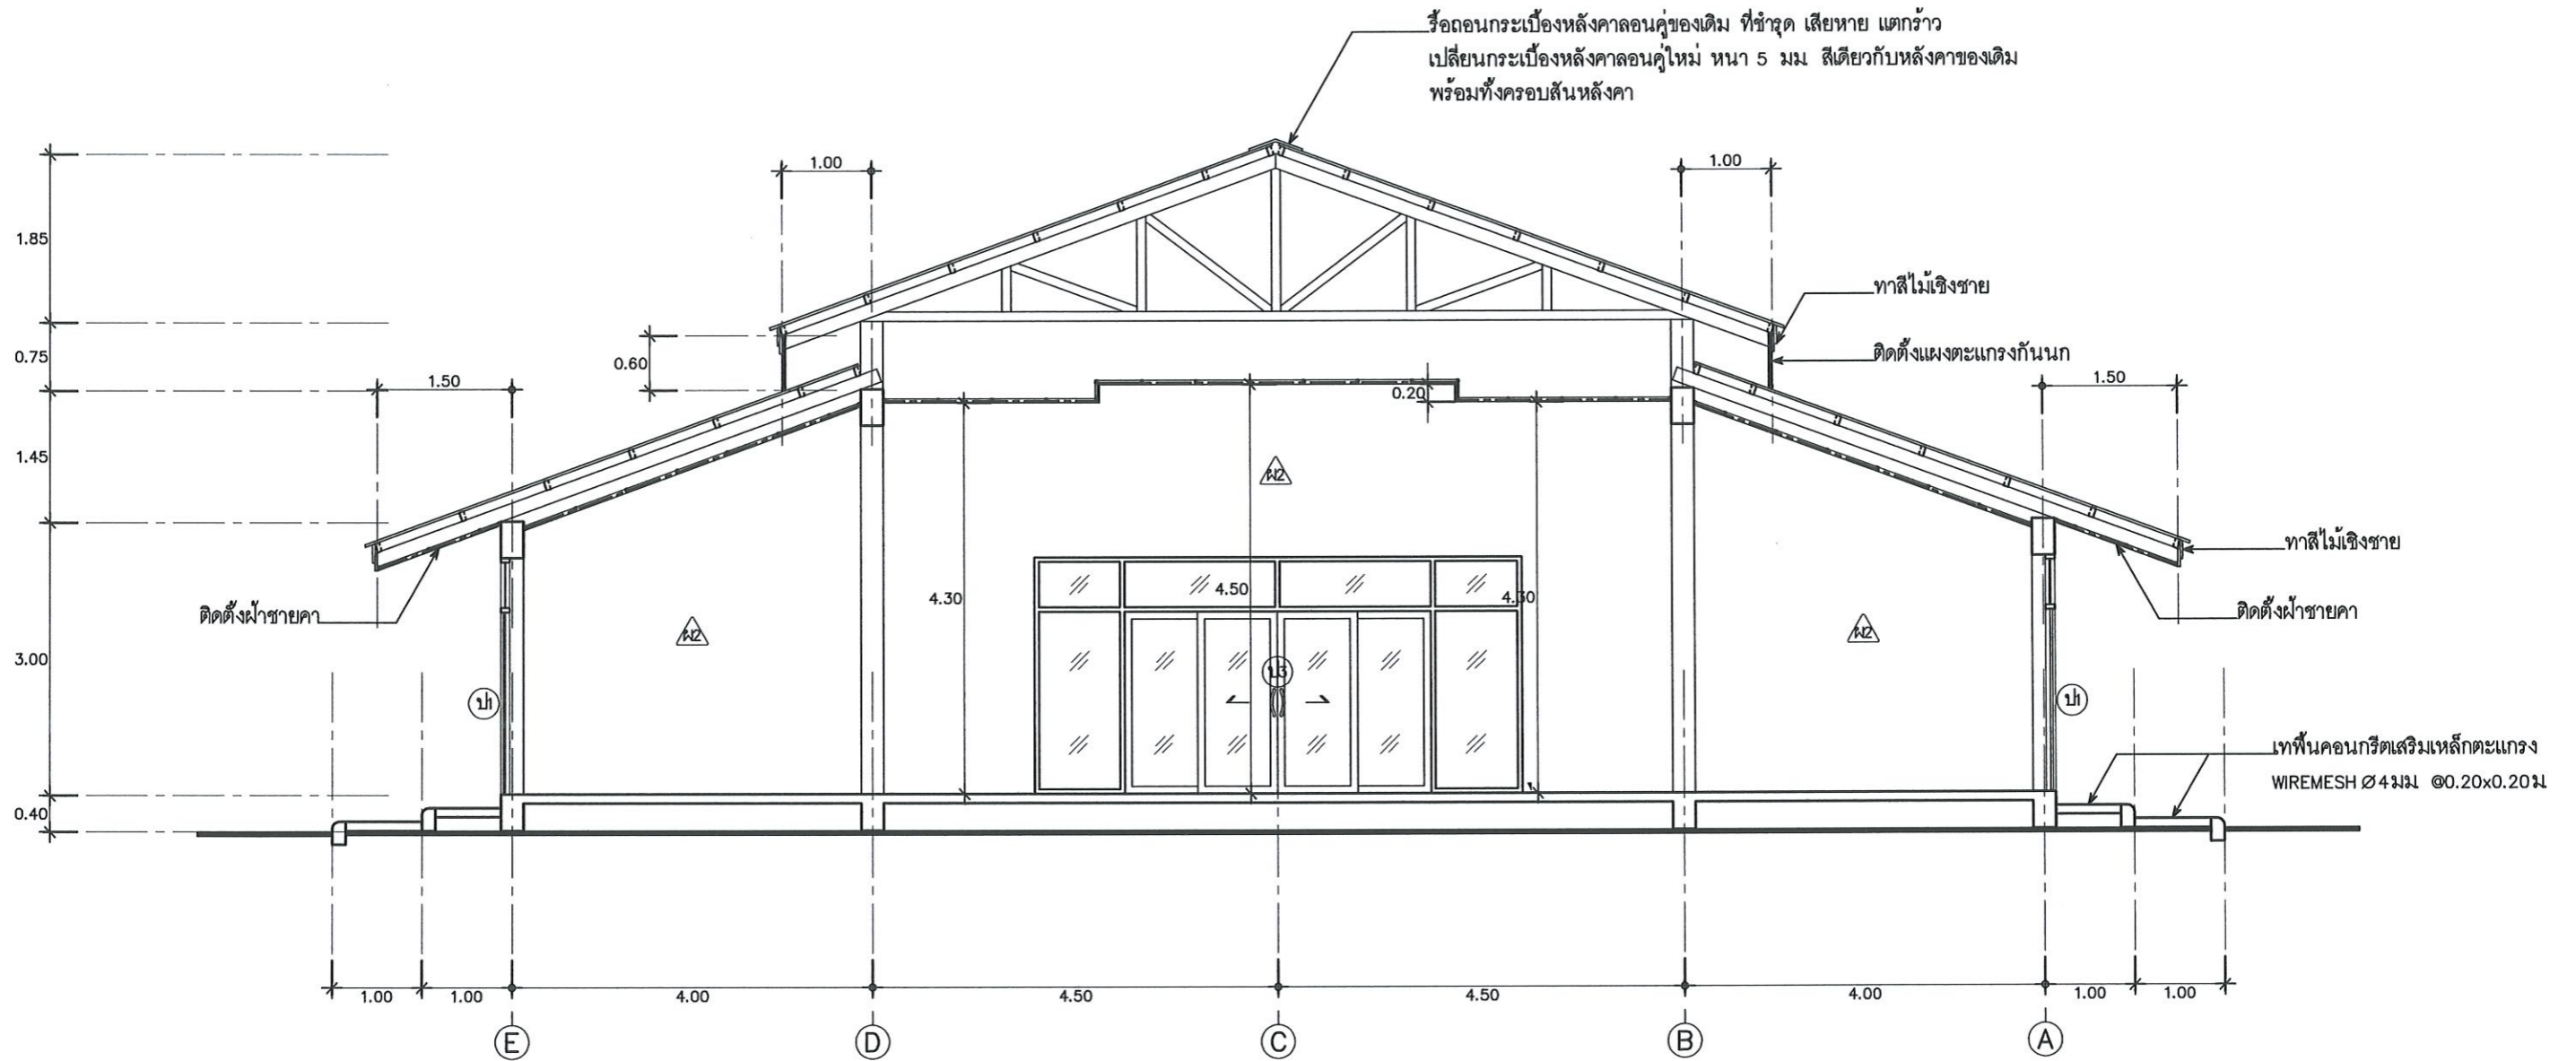 รื้อถอนกระเบื้องหลังคาลอนคู่ของเดิม ที่ชำรุด เสียหาย แตกร้าว
เปลี่ยนกระเบื้องหลังคาลอนคู่ใหม่ หนา 5 มม. สีเดียวกับหลังคาของเดิม
พร้อมทั้งครอบสันหลังคา
1.00
1.00
1.85
ทาสีไม้เชิงชาย
0.75
0.60
ติดตั้งแผงตะแกรงกันนก
1.50
1.50
0.20
1.45
ผ2
ทาสีไม้เชิงชาย
4.30
4.50
4.30
ติดตั้งฝ้าชายคา
ติดตั้งฝ้าชายคา
ผ2
ผ2
3.00
ป3
ป1
ป1
เทพื้นคอนกรีตเสริมเหล็กตะแกรง
WIREMESH Ø4มม. @0.20x0.20ม.
0.40
1.00
1.00
4.00
4.50
4.50
4.00
1.00
1.00
E
D
C
B
A